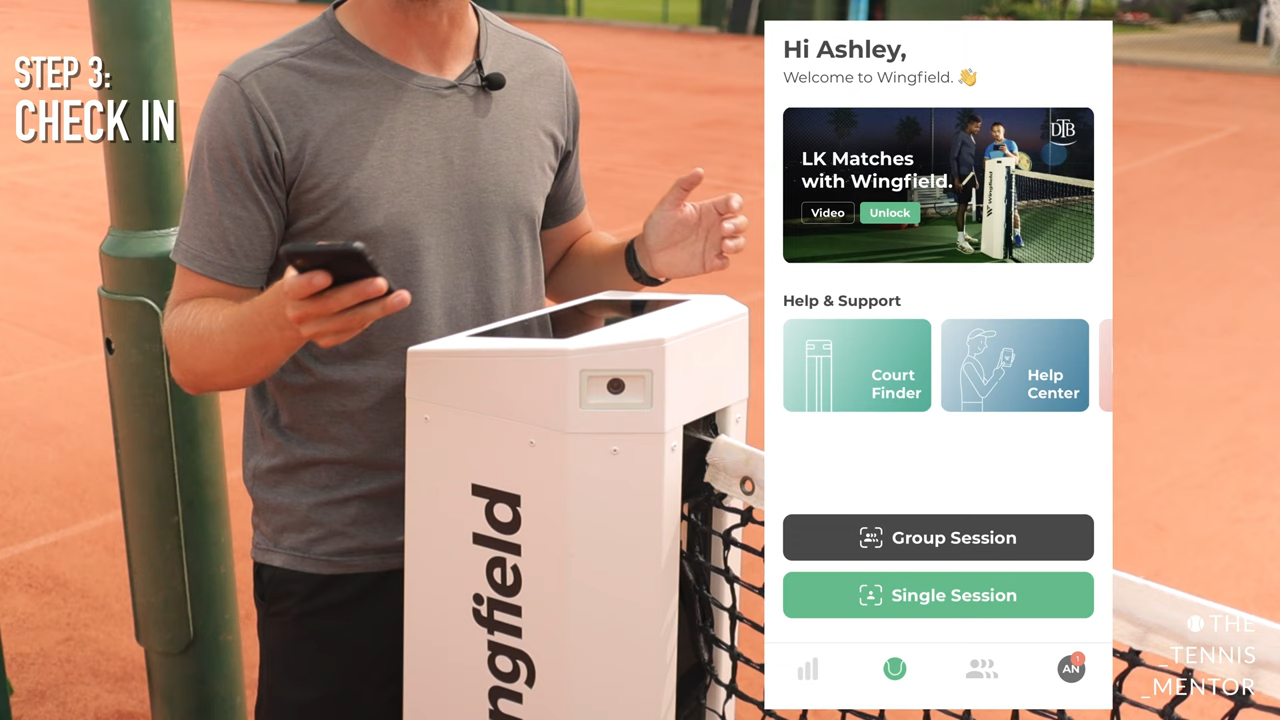 STEP 3:
CHECK IN
ngfield
Hi Ashley,
Welcome to Wingfield. 👋
DTB
LK Matches
with Wingfield.
Video
Unlock
Wingfield
Help & Support
Court
Finder
Help
Center
Group Session
Single Session
AN
1
THE
_TENNIS
_MENTOR